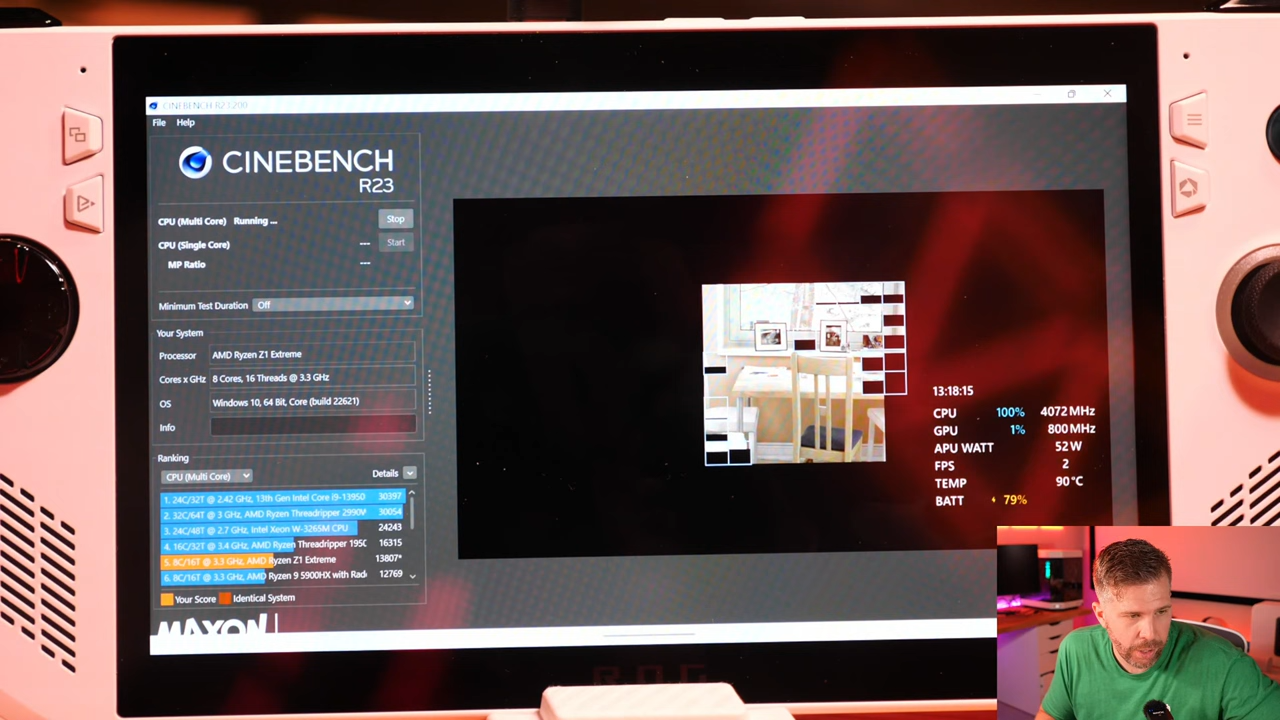 CINEBENCH R23.200
File Help
CINEBENCH
R23
CPU (Multi Core) Running ... Stop
CPU (Single Core) --- Start
MP Ratio ---
Minimum Test Duration Off
Your System
Processor AMD Ryzen Z1 Extreme
Cores x GHz 8 Cores, 16 Threads @ 3.3 GHz
OS Windows 10, 64 Bit, Core (build 22621)
Info
Ranking
CPU (Multi Core) Details
1. 24C/32T @ 2.42 GHz, 13th Gen Intel Core i9-13950 30397
2. 32C/64T @ 3 GHz, AMD Ryzen Threadripper 2990W 30054
3. 24C/48T @ 2.7 GHz, Intel Xeon W-3265M CPU 24243
4. 16C/32T @ 3.4 GHz, AMD Ryzen Threadripper 195C 16315
5. 8C/16T @ 3.3 GHz, AMD Ryzen Z1 Extreme 13807*
6. 8C/16T @ 3.3 GHz, AMD Ryzen 9 5900HX with Rad 12769
Your Score Identical System
MAXON
13:18:15
CPU 100% 4072 MHz
GPU 1% 800 MHz
APU WATT 52 W
FPS 2
TEMP 90 °C
BATT 79%
ROG